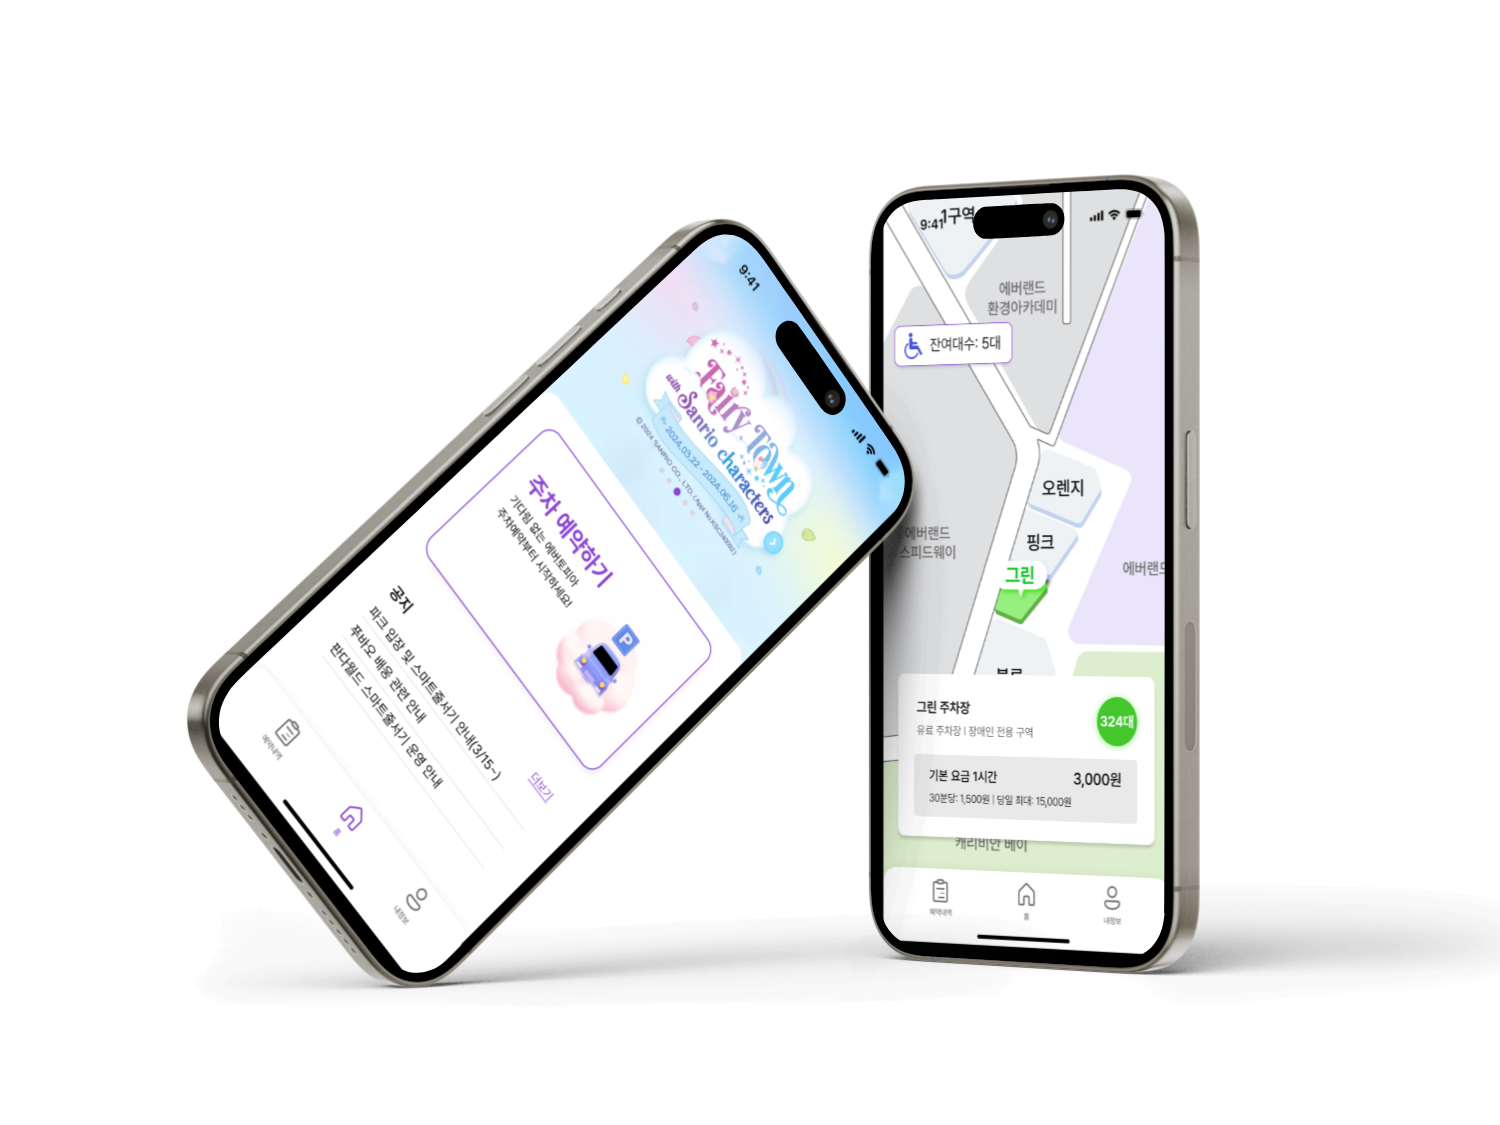 9:41
Fairy Town
with Sanrio characters
2024.03.22 - 2024.06.16
주차 예약하기
기다림 없는 에버토피아
주차예약부터 시작하세요!
P
공지
파크 입장 및 스마트줄서기 안내(3/15~)
푸바오 배웅 관련 안내
판다월드 스마트줄서기 운영 안내
더보기
예약내역
홈
내정보
9:41
1구역
에버랜드
환경아카데미
잔여대수: 5대
오렌지
핑크
그린
에버랜드
스피드웨이
에버랜드
블루
그린 주차장
유료 주차장 | 장애인 전용 구역
324대
기본 요금 1시간
3,000원
30분당: 1,500원 | 당일 최대: 15,000원
캐리비안 베이
예약내역
홈
내정보